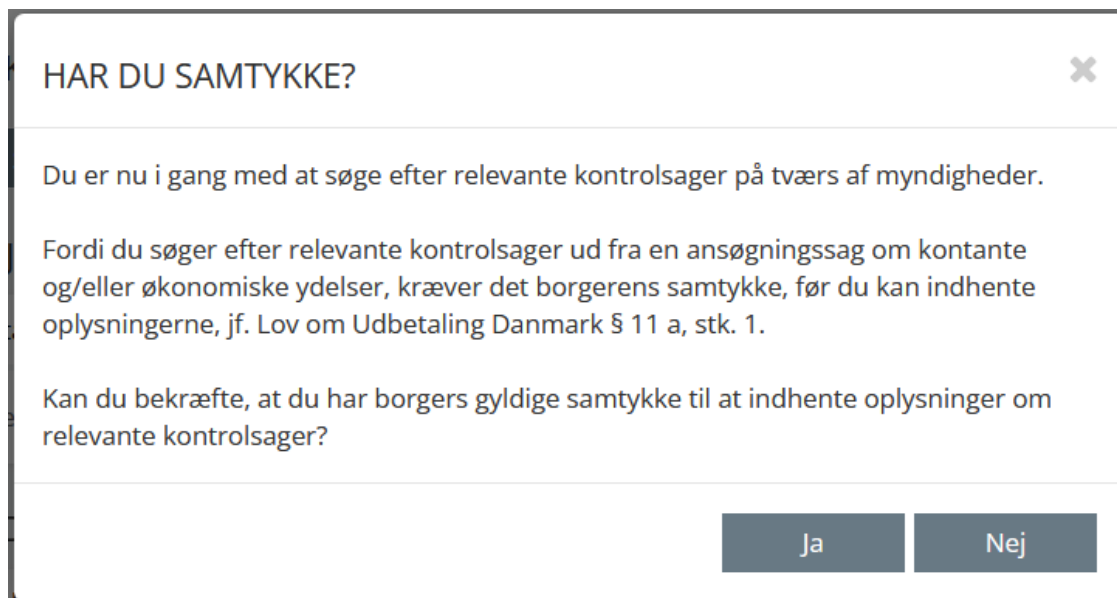 HAR DU SAMTYKKE?
Du er nu i gang med at søge efter relevante kontrolsager på tværs af myndigheder.
Fordi du søger efter relevante kontrolsager ud fra en ansøgningssag om kontante
og/eller økonomiske ydelser, kræver det borgerens samtykke, før du kan indhente
oplysningerne, jf. Lov om Udbetaling Danmark § 11 a, stk. 1.
Kan du bekræfte, at du har borgers gyldige samtykke til at indhente oplysninger om
relevante kontrolsager?
Ja
Nej